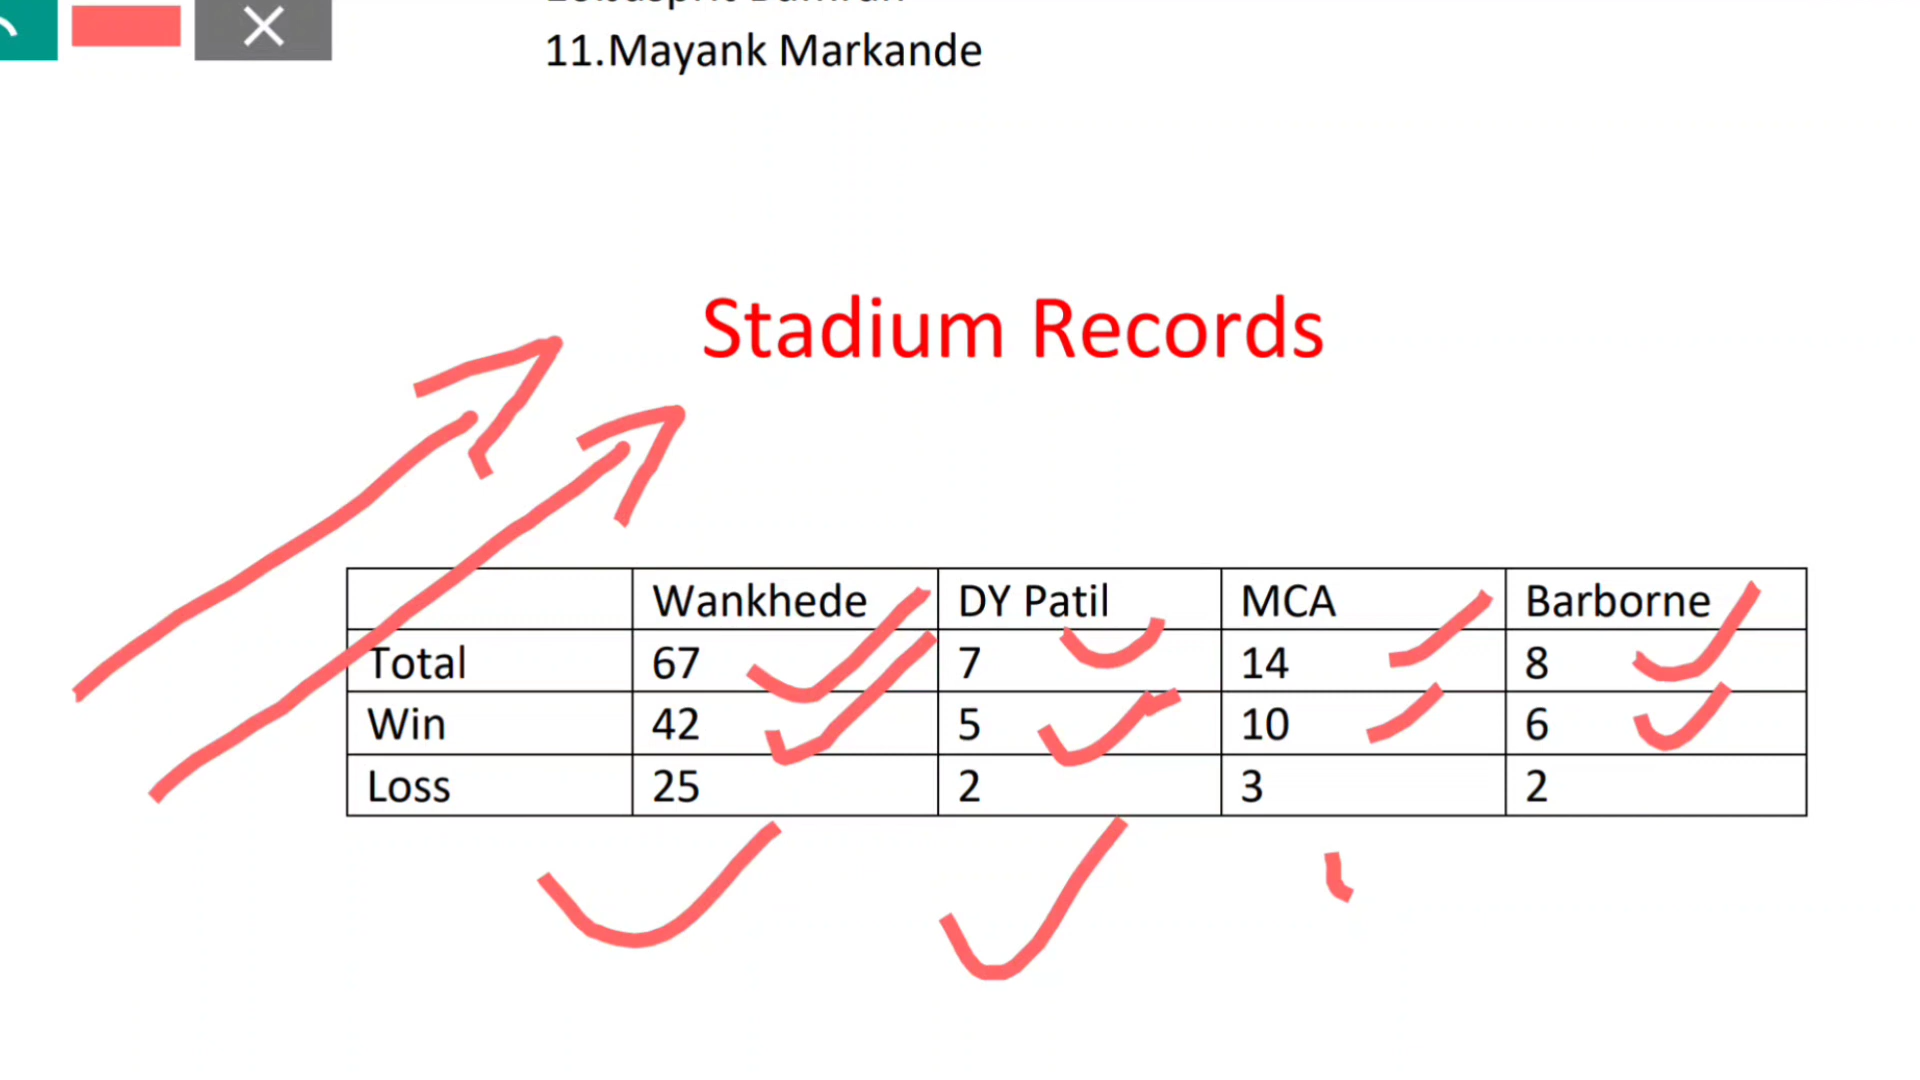 11.Mayank Markande
Stadium Records
Wankhede DY Patil MCA Barborne
Total 67 7 14 8
Win 42 5 10 6
Loss 25 2 3 2